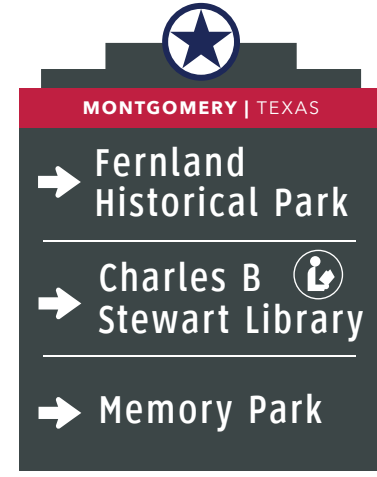 MONTGOMERY | TEXAS
Fernland
Historical Park
Charles B
Stewart Library
Memory Park